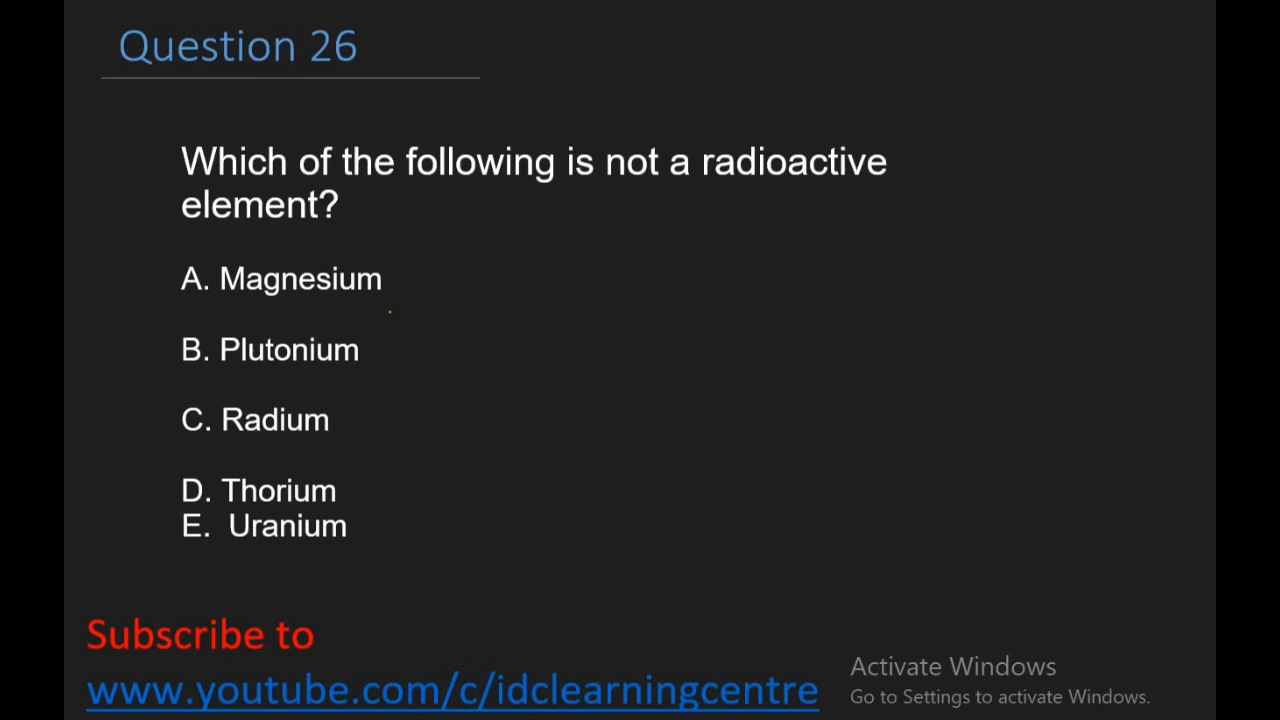 Question 26
Which of the following is not a radioactive
element?
A. Magnesium
B. Plutonium
C. Radium
D. Thorium
E. Uranium
Subscribe to
www.youtube.com/c/idclearningcentre
Activate Windows
Go to Settings to activate Windows.